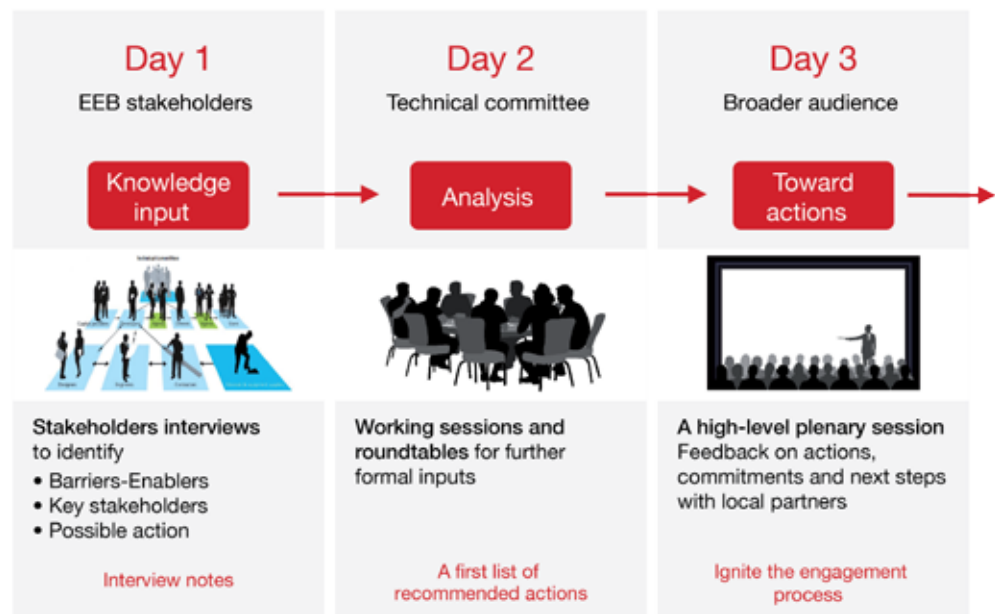 Day 1
EEB stakeholders
Knowledge
input
Day 2
Technical committee
Analysis
Day 3
Broader audience
Toward
actions
Technical committee
Stakeholders interviews
to identify
• Barriers-Enablers
• Key stakeholders
• Possible action
Interview notes
Working sessions and
roundtables for further
formal inputs
A first list of
recommended actions
A high-level plenary session
Feedback on actions,
commitments and next steps
with local partners
Ignite the engagement
process